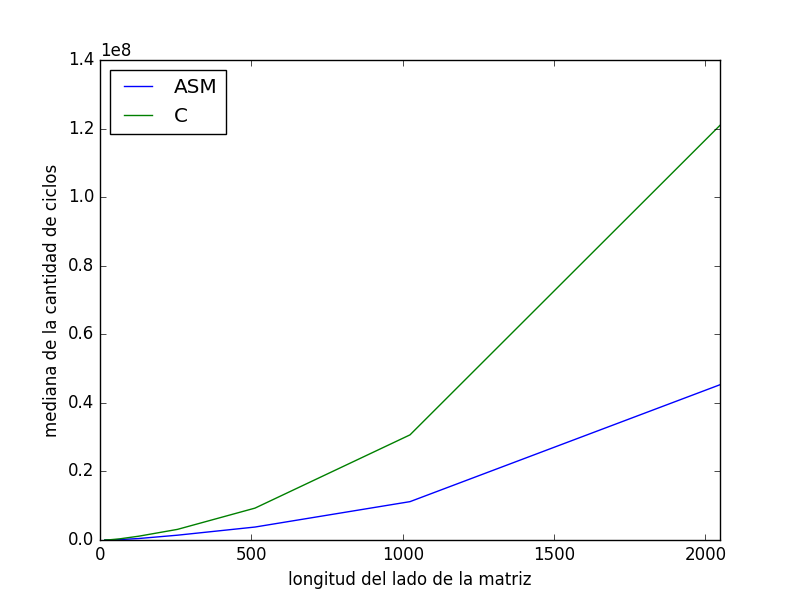 1e8
1.4
1.2
1.0
0.8
0.6
0.4
0.2
0.0
mediana de la cantidad de ciclos
ASM
C
0 500 1000 1500 2000
longitud del lado de la matriz